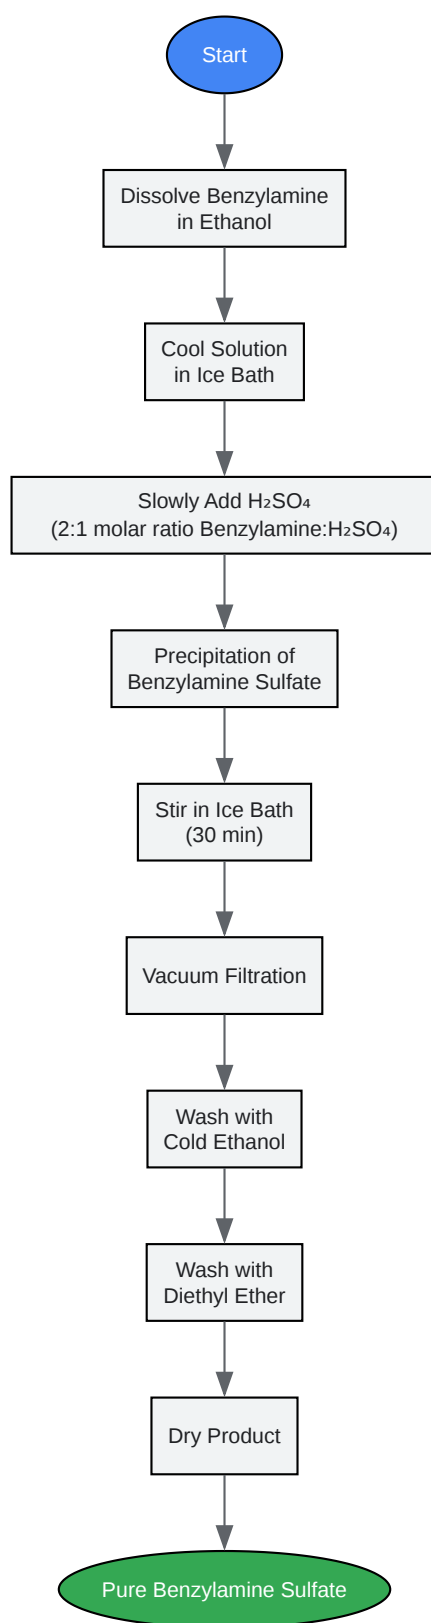 Start
Dissolve Benzylamine
in Ethanol
Cool Solution
in Ice Bath
Slowly Add H₂SO₄
(2:1 molar ratio Benzylamine:H₂SO₄)
Precipitation of
Benzylamine Sulfate
Stir in Ice Bath
(30 min)
Vacuum Filtration
Wash with
Cold Ethanol
Wash with
Diethyl Ether
Dry Product
Pure Benzylamine Sulfate